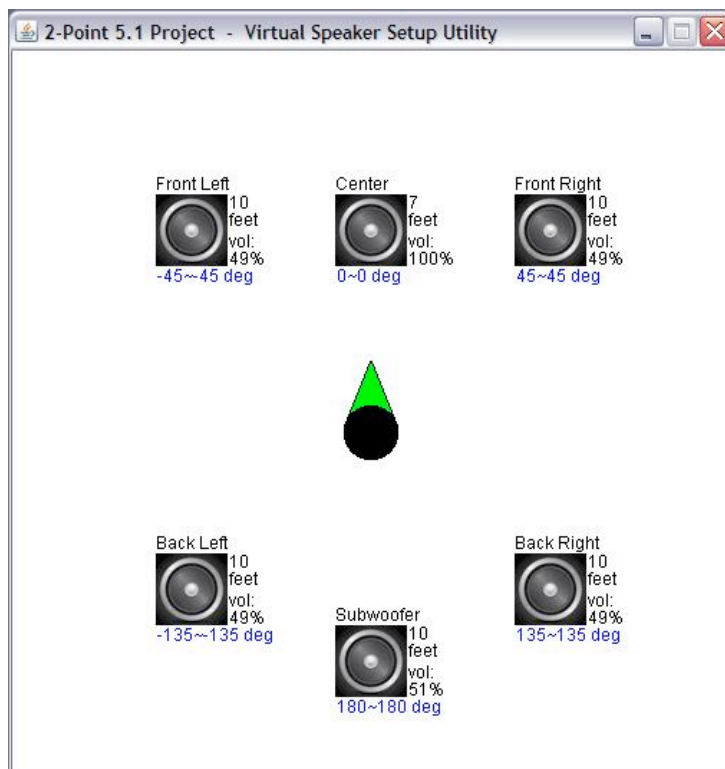 2-Point 5.1 Project - Virtual Speaker Setup Utility
Front Left
10
feet
vol:
49%
-45~-45 deg
Center
7
feet
vol:
100%
0~0 deg
Front Right
10
feet
vol:
49%
45~45 deg
Back Left
10
feet
vol:
49%
-135~-135 deg
Subwoofer
10
feet
vol:
51%
180~180 deg
Back Right
10
feet
vol:
49%
135~135 deg